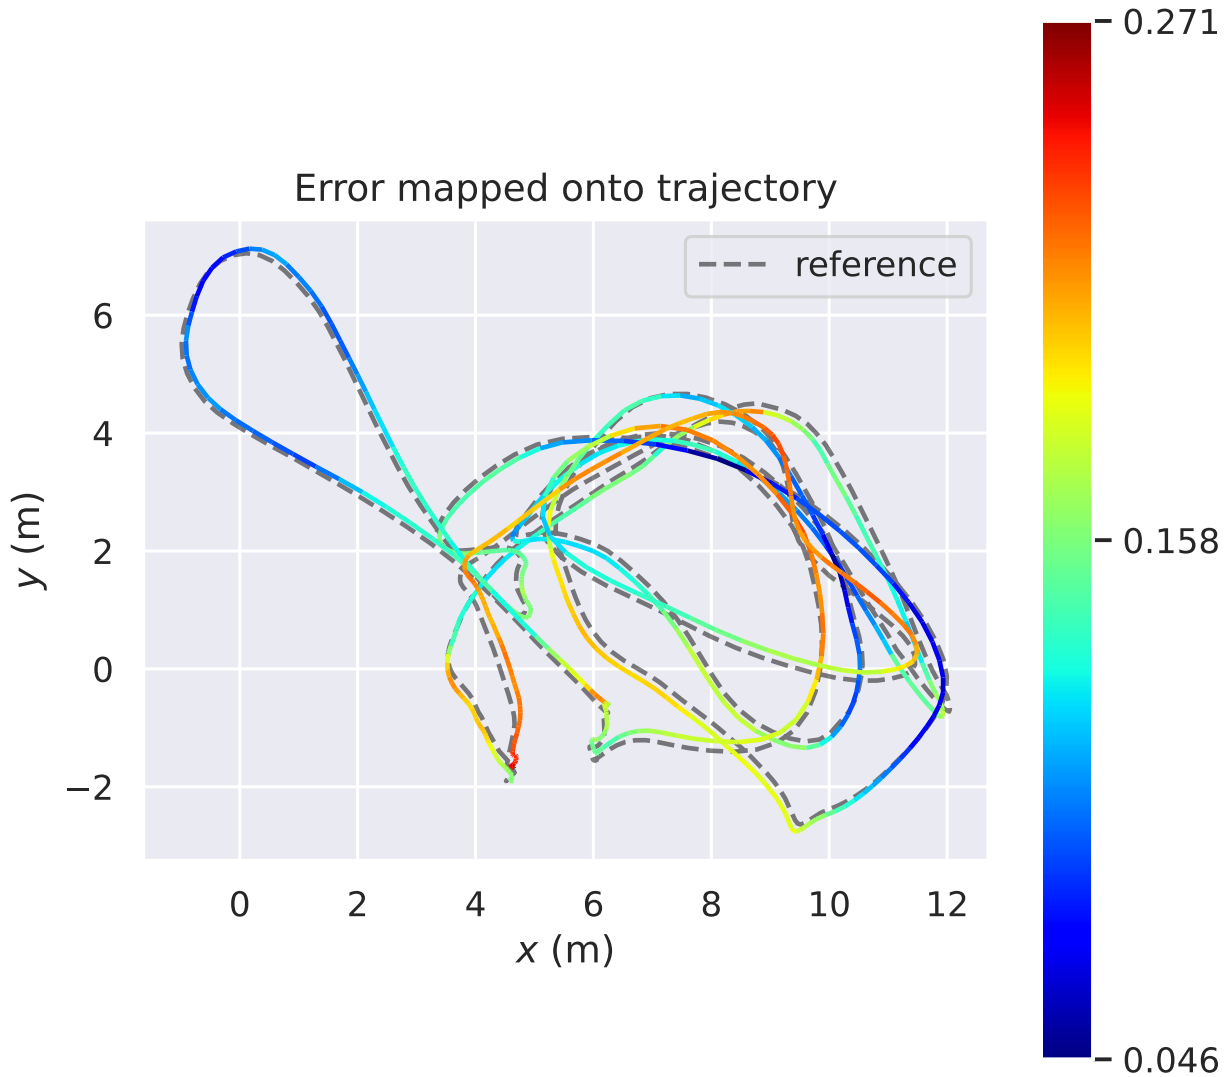 Error mapped onto trajectory
reference
6
4
2
0
−2
y (m)
0 2 4 6 8 10 12
x (m)
0.271
0.158
0.046